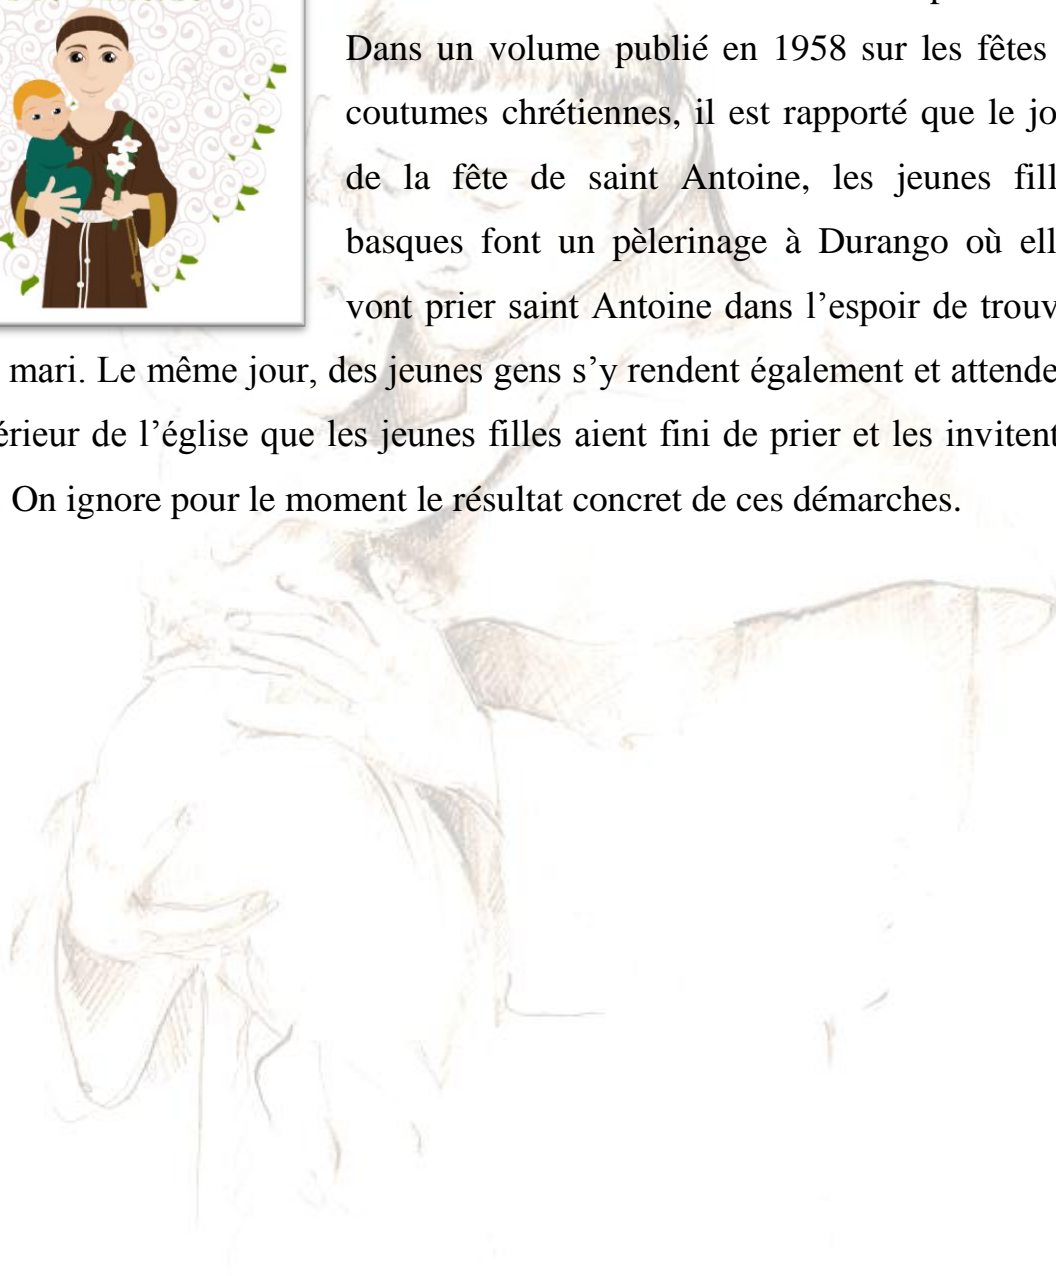 Dans un volume publié en 1958 sur les fêtes
coutumes chrétiennes, il est rapporté que le jo
de la fête de saint Antoine, les jeunes fill
basques font un pèlerinage à Durango où ell
vont prier saint Antoine dans l’espoir de trouv
mari. Le même jour, des jeunes gens s’y rendent également et attende
érieur de l’église que les jeunes filles aient fini de prier et les invitent
On ignore pour le moment le résultat concret de ces démarches.